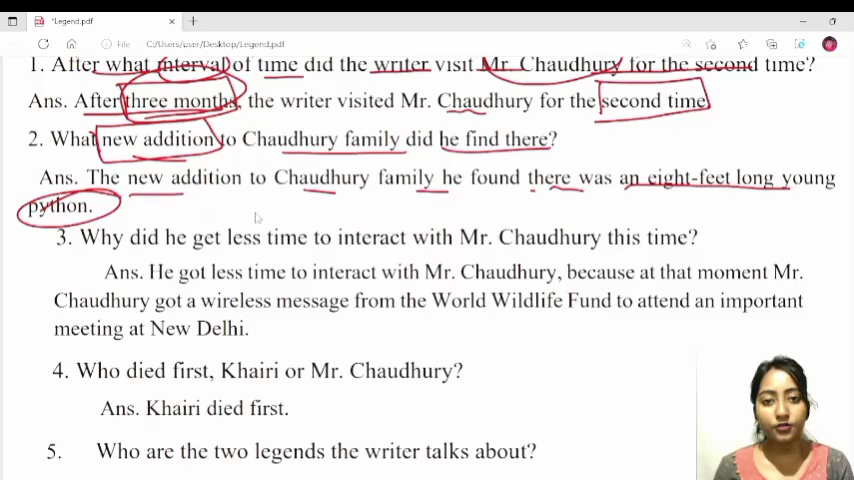 *Legend.pdf
File C:/Users/user/Desktop/Legend.pdf
1. After what interval of time did the writer visit Mr. Chaudhury for the second time?
Ans. After three months, the writer visited Mr. Chaudhury for the second time.
2. What new addition to Chaudhury family did he find there?
Ans. The new addition to Chaudhury family he found there was an eight-feet long young
python.
3. Why did he get less time to interact with Mr. Chaudhury this time?
Ans. He got less time to interact with Mr. Chaudhury, because at that moment Mr.
Chaudhury got a wireless message from the World Wildlife Fund to attend an important
meeting at New Delhi.
4. Who died first, Khairi or Mr. Chaudhury?
Ans. Khairi died first.
5. Who are the two legends the writer talks about?